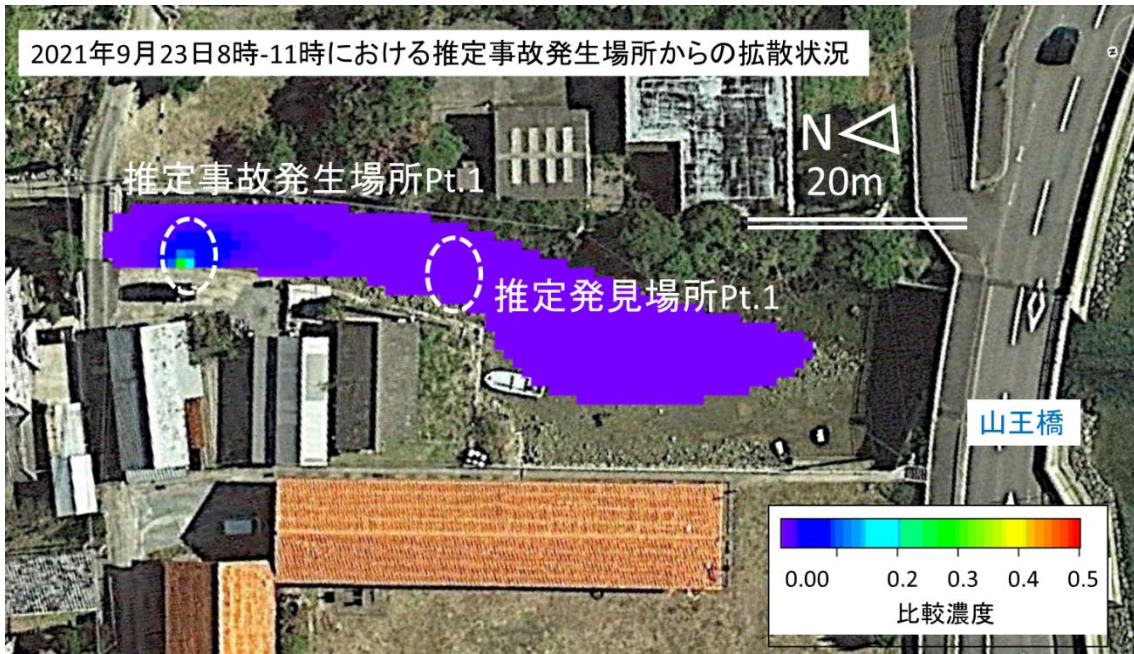 2021年9月23日8時-11時における推定事故発生場所からの拡散状況
N
推定事故発生場所Pt.1
20m
推定発見場所Pt.1
山王橋
0.00 0.2 0.3 0.4 0.5
比較濃度